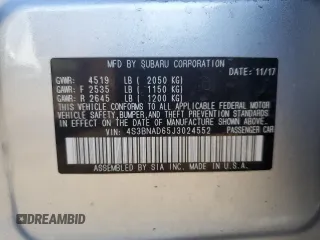 MFD BY SUBARU CORPORATION
DATE: 11/17
GVWR: 4519 LB ( 2050 KG)
GAWR: F 2535 LB ( 1150 KG)
GAWR: R 2645 LB ( 1200 KG)
THIS VEHICLE CONFORMS TO ALL APPLICABLE FEDERAL MOTOR
VEHICLE SAFETY, BUMPER, AND THEFT PREVENTION STANDARDS
IN EFFECT ON THE DATE OF MANUFACTURE SHOWN ABOVE.
VIN: 4S3BNAD65J3024552 PASSENGER CAR
ASSEMBLED BY SIA INC. MADE IN U.S.A.
DREAMBID